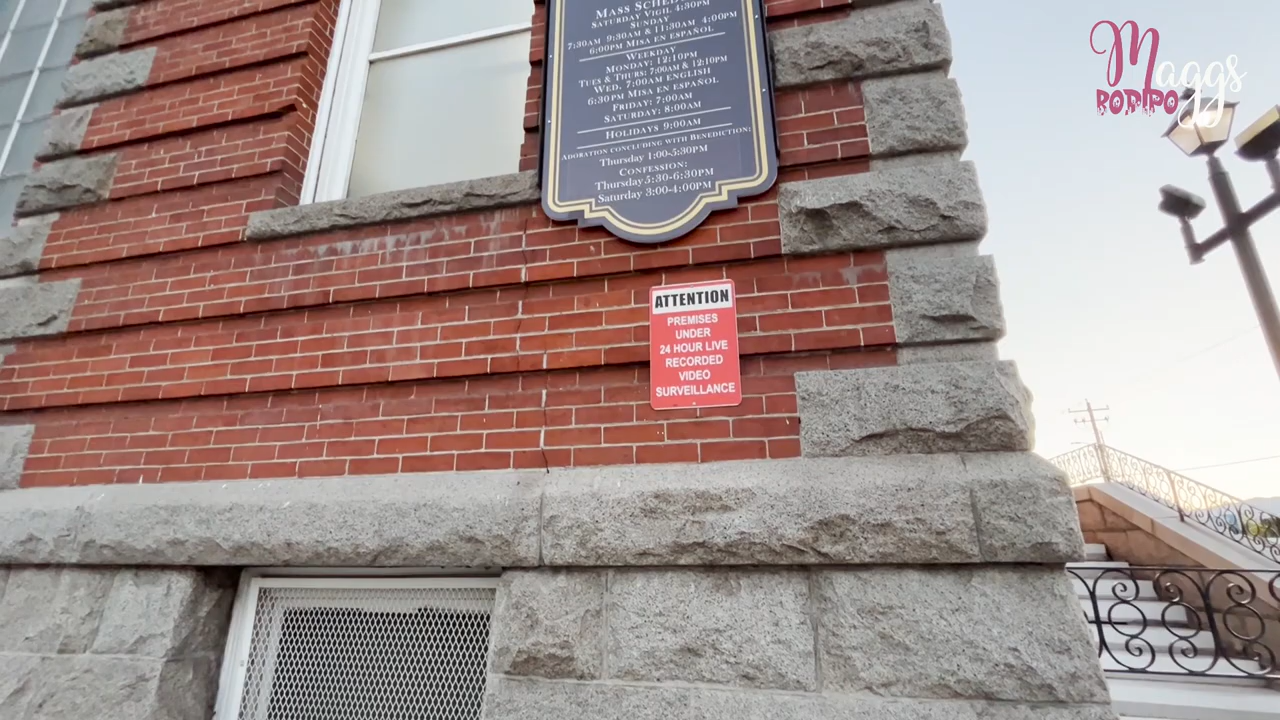 MASS SCHEDULE
SATURDAY VIGIL 4:30PM
SUNDAY
7:30AM 9:30AM & 11:30AM 4:00PM
6:00PM MISA EN ESPAÑOL
WEEKDAY
MONDAY: 12:10PM
TUES & THURS: 7:00AM & 12:10PM
WED. 7:00AM ENGLISH
6:30PM MISA EN ESPAÑOL
FRIDAY: 7:00AM
SATURDAY: 8:00AM
HOLIDAYS 9:00AM
ADORATION CONCLUDING WITH BENEDICTION:
Thursday 1:00-5:30PM
CONFESSION:
Thursday 5:30-6:30PM
Saturday 3:00-4:00PM
ATTENTION
PREMISES
UNDER
24 HOUR LIVE
RECORDED
VIDEO
SURVEILLANCE
Maggs
BODIPO